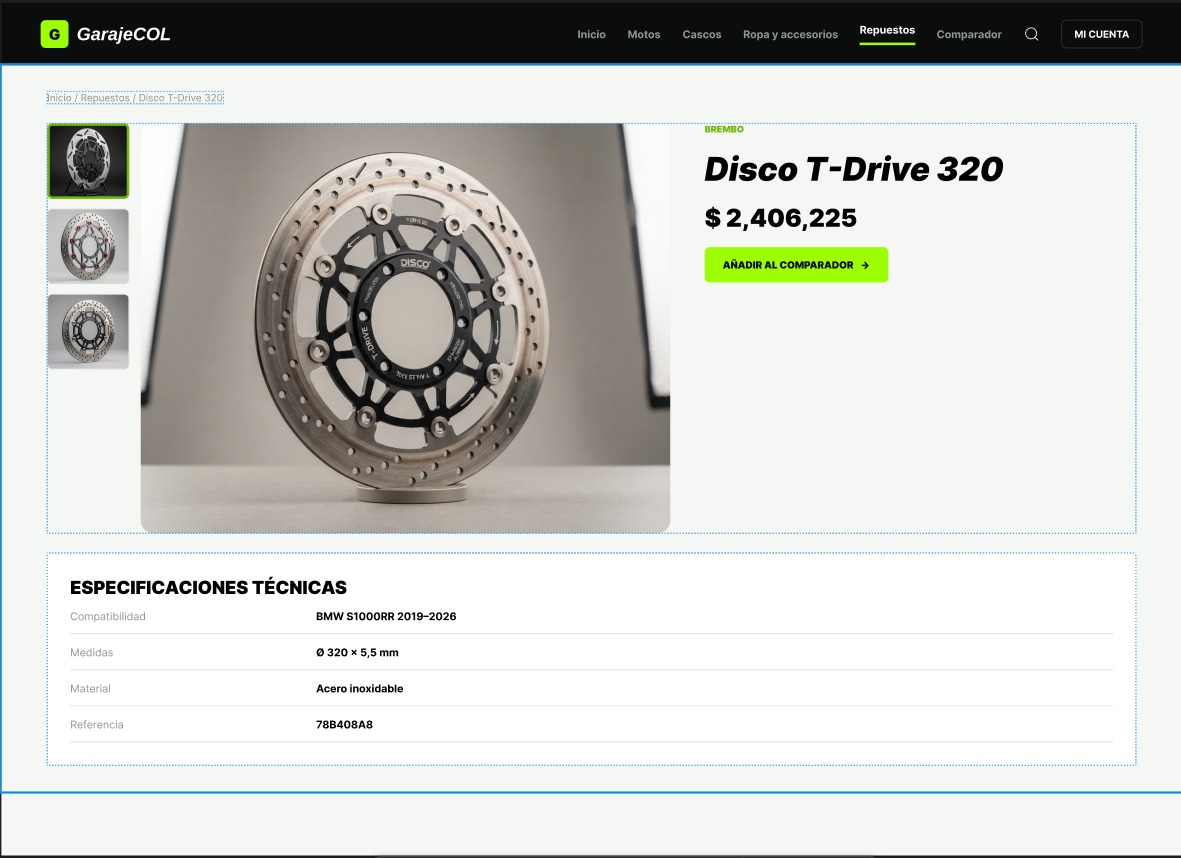 G GarajeCOL
Inicio
Motos
Cascos
Ropa y accesorios
Repuestos
Comparador
MI CUENTA
Inicio / Repuestos / Disco T-Drive 320
BREMBO
Disco T-Drive 320
$ 2,406,225
AÑADIR AL COMPARADOR →
DISCO
T-DRIVE
ESPECIFICACIONES TÉCNICAS
Compatibilidad BMW S1000RR 2019–2026
Medidas Ø 320 × 5,5 mm
Material Acero inoxidable
Referencia 78B408A8